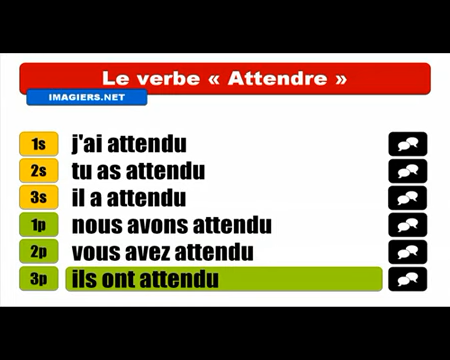 Le verbe « Attendre »
IMAGIERS.NET
1s j'ai attendu
2s tu as attendu
3s il a attendu
1p nous avons attendu
2p vous avez attendu
3p ils ont attendu